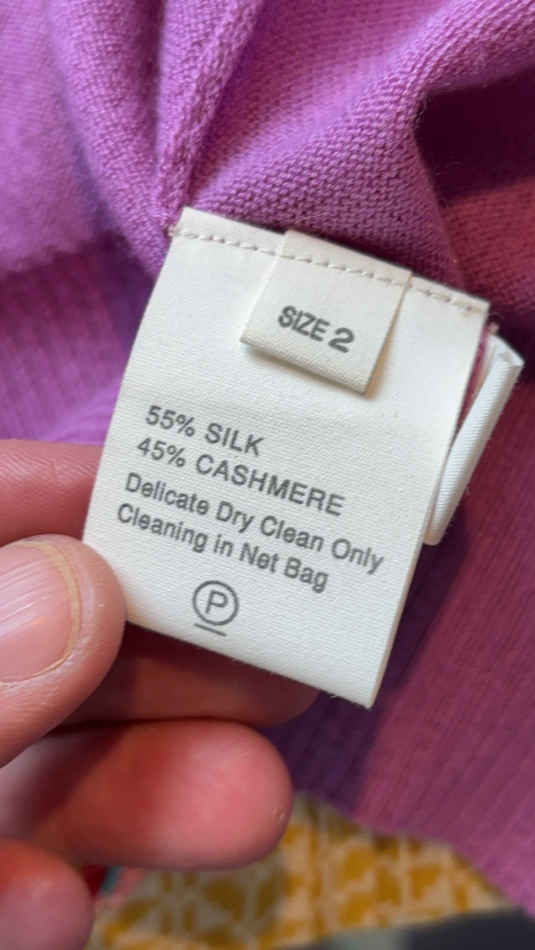 SIZE 2
55% SILK
45% CASHMERE
Delicate Dry Clean Only
Cleaning in Net Bag
P